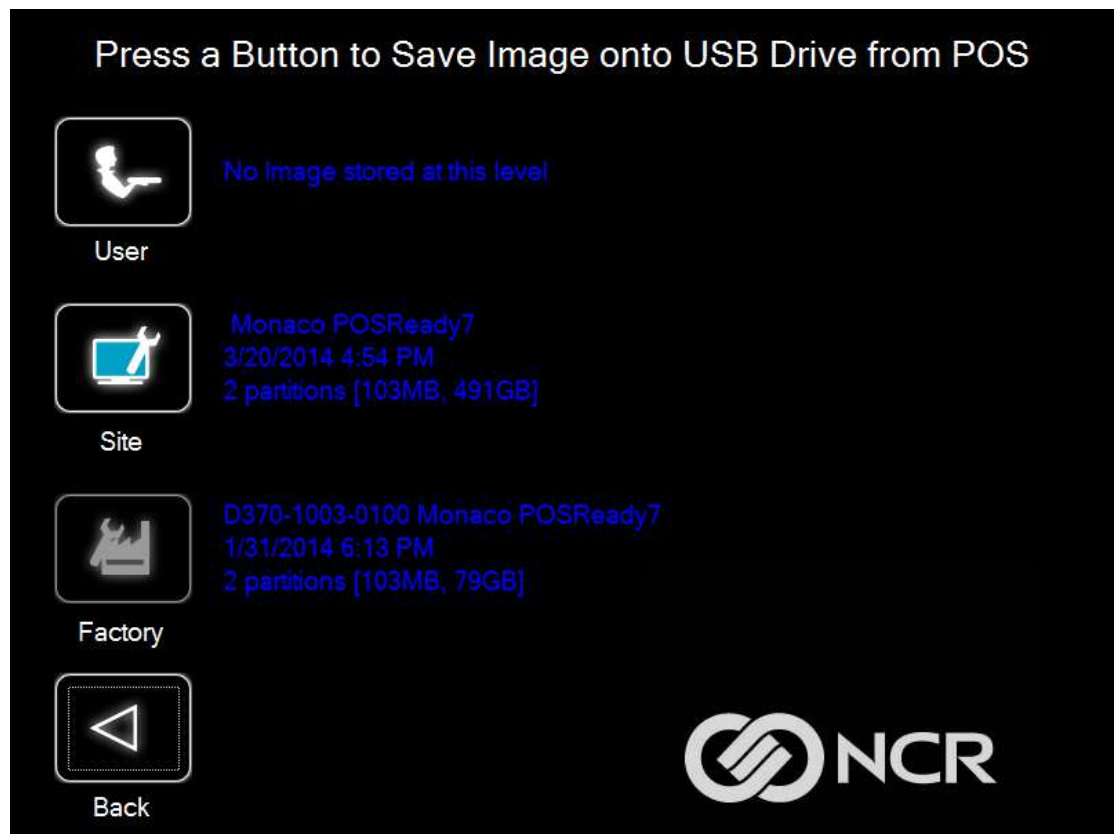 Press a Button to Save Image onto USB Drive from POS
No Image stored at this level
User
Monaco POSReady7
3/20/2014 4:54 PM
2 partitions [103MB, 491GB]
Site
D370-1003-0100 Monaco POSReady7
1/31/2014 6:13 PM
2 partitions [103MB, 79GB]
Factory
Back
NCR